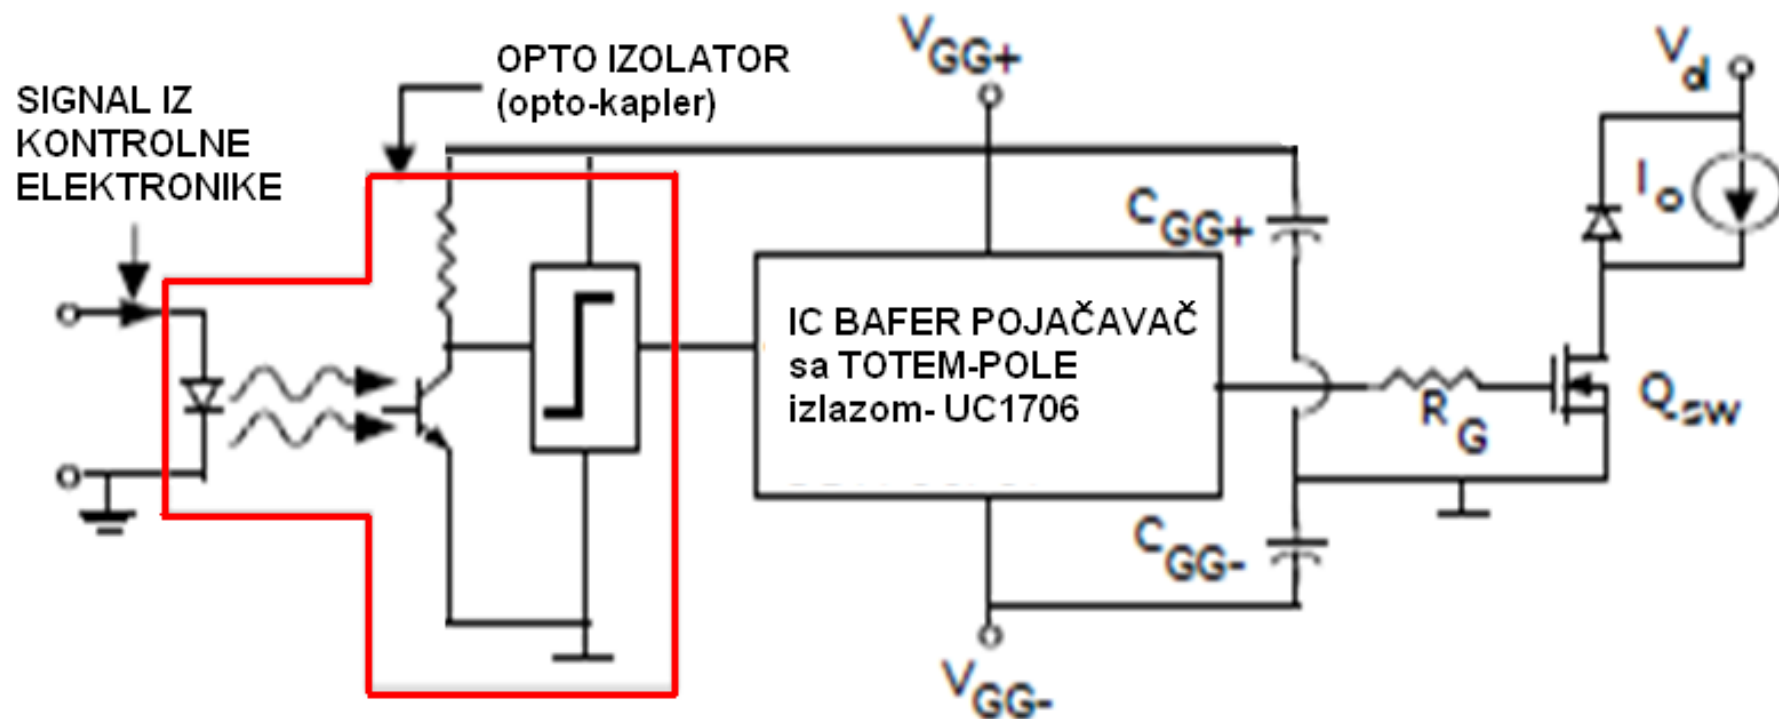 SIGNAL IZ
KONTROLNE
ELEKTRONIKE
OPTO IZOLATOR
(opto-kapler)
VGG+
Vd
Io
CGG+
IC BAFER POJAČAVAČ
sa TOTEM-POLE
izlazom- UC1706
RG
Qsw
CGG-
VGG-